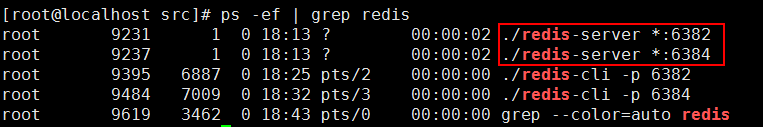 [root@localhost src]# ps -ef | grep redis
root 9231 1 0 18:13 ? 00:00:02 ./redis-server *:6382
root 9237 1 0 18:13 ? 00:00:02 ./redis-server *:6384
root 9395 6887 0 18:25 pts/2 00:00:00 ./redis-cli -p 6382
root 9484 7009 0 18:32 pts/3 00:00:00 ./redis-cli -p 6384
root 9619 3462 0 18:43 pts/0 00:00:00 grep --color=auto redis